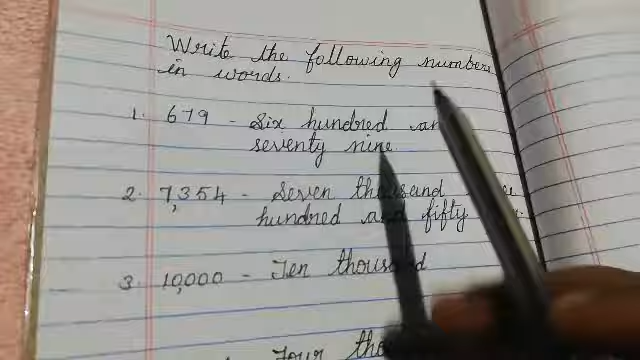 Write the following numbers
in words.
1. 679 - Six hundred
seventy nine.
2. 7,354 - Seven thousand
hundred and fifty
3. 10,000 - Ten thousand
Four